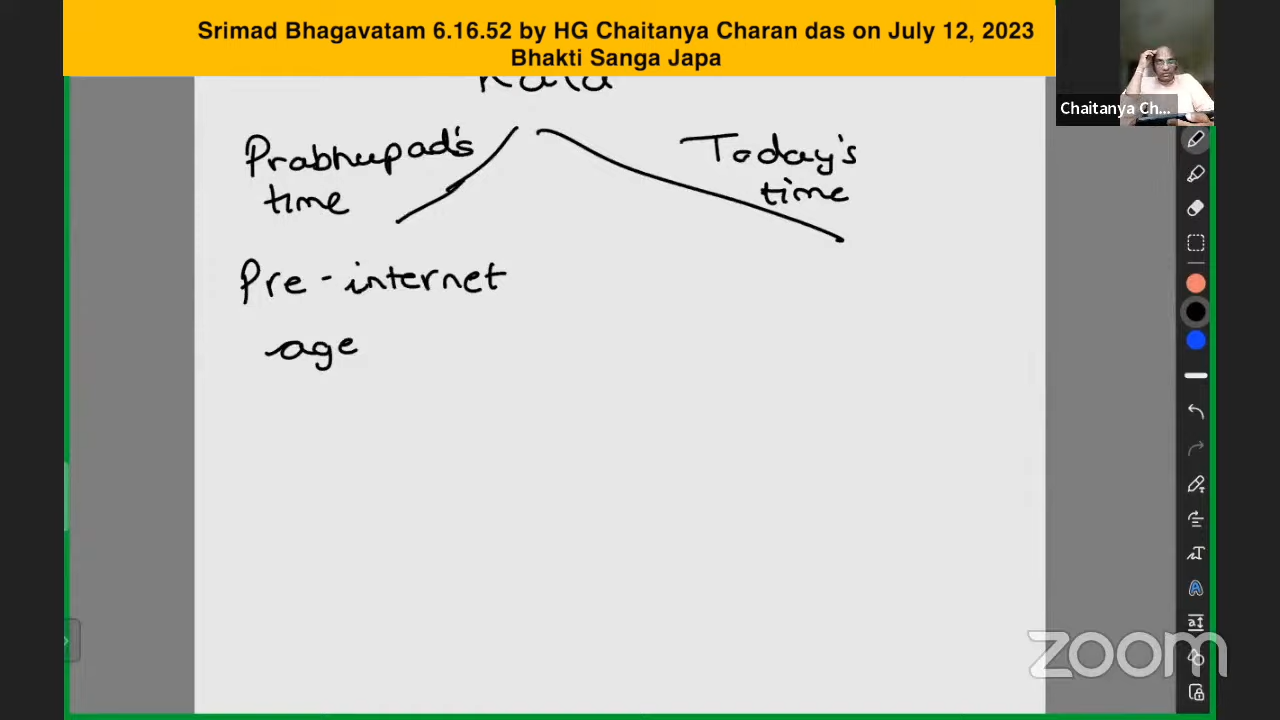 Srimad Bhagavatam 6.16.52 by HG Chaitanya Charan das on July 12, 2023
Bhakti Sanga Japa
Chaitanya Ch...
Prabhupad's
time
Today's
time
Pre-internet
age
zoom